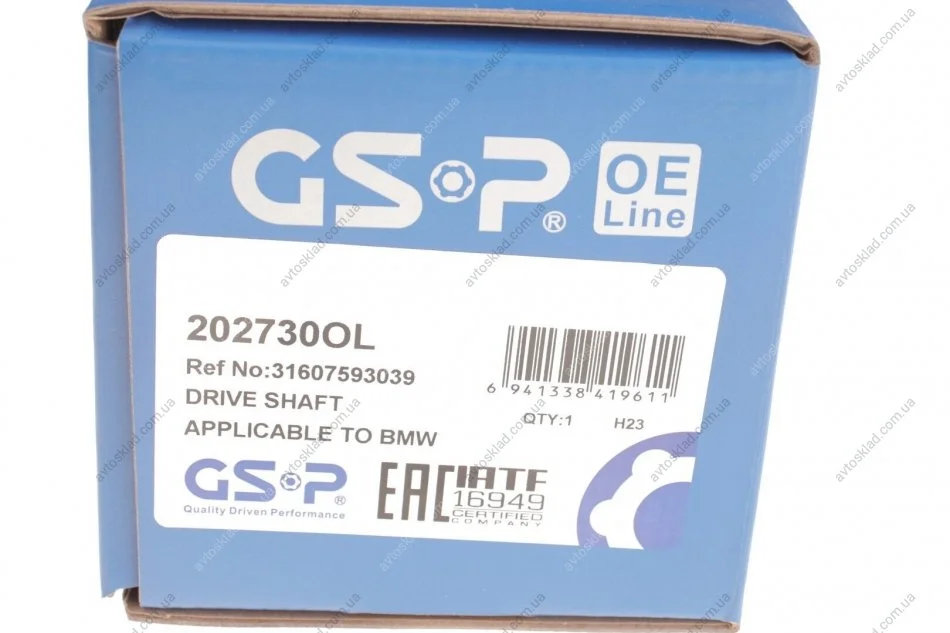 GSP®
OE
Line
202730OL
Ref No:31607593039
DRIVE SHAFT
APPLICABLE TO BMW
6 941338 419611
QTY:1 H23
GSP®
Quality Driven Performance
EAC
IATF
16949
CERTIFIED
COMPANY
avtosklad.com.ua